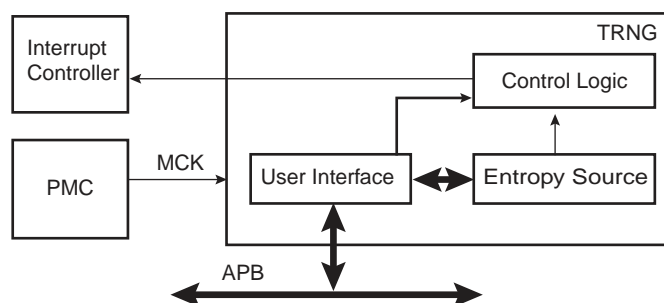 TRNG
Interrupt
Controller
Control Logic
MCK
PMC
User Interface
Entropy Source
APB